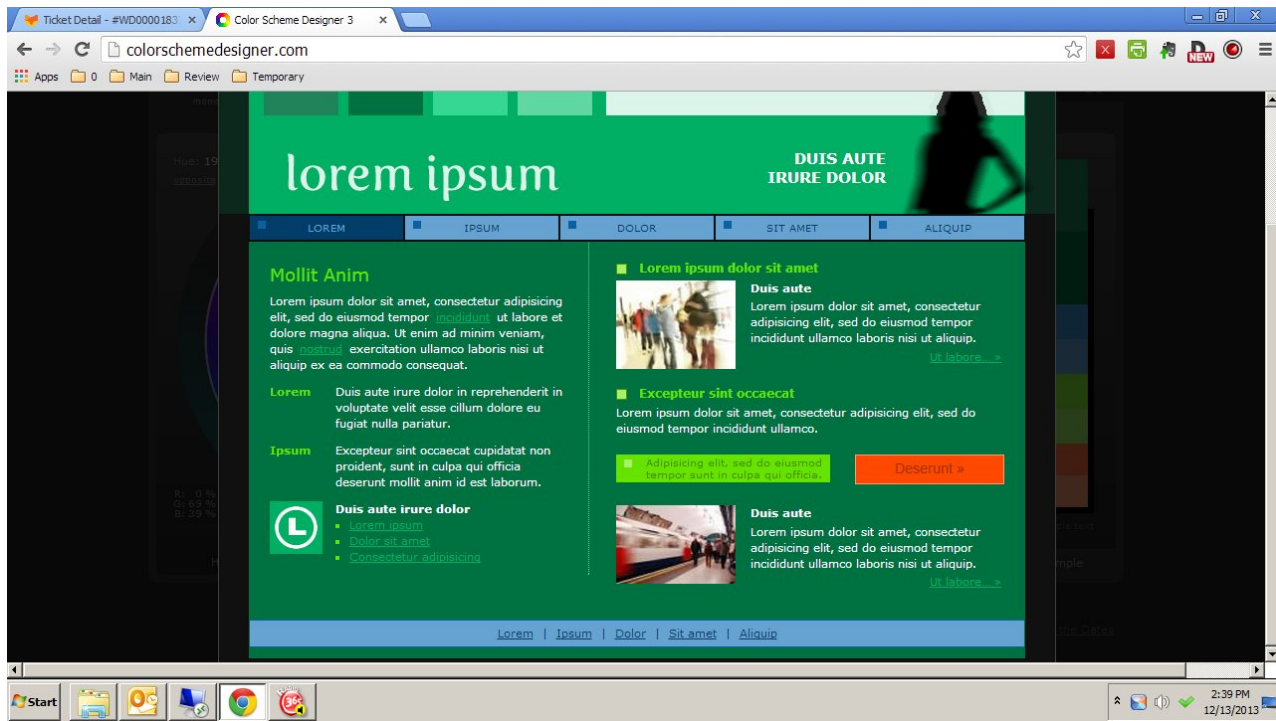 Ticket Detail - #WD0000183
Color Scheme Designer 3
colorschemedesigner.com
NEW
Apps
0
Main
Review
Temporary
Hue: 19
lorem ipsum
DUIS AUTE
IRURE DOLOR
LOREM
IPSUM
DOLOR
SIT AMET
ALIQUIP
Mollit Anim
Lorem ipsum dolor sit amet, consectetur adipisicing
elit, sed do eiusmod tempor incididunt ut labore et
dolore magna aliqua. Ut enim ad minim veniam,
quis nostrud exercitation ullamco laboris nisi ut
aliquip ex ea commodo consequat.
Lorem
Duis aute irure dolor in reprehenderit in
voluptate velit esse cillum dolore eu
fugiat nulla pariatur.
Ipsum
Excepteur sint occaecat cupidatat non
proident, sunt in culpa qui officia
deserunt mollit anim id est laborum.
L
Duis aute irure dolor
Lorem ipsum
Dolor sit amet
Consectetur adipisicing
Lorem ipsum dolor sit amet
Duis aute
Lorem ipsum dolor sit amet, consectetur
adipisicing elit, sed do eiusmod tempor
incididunt ullamco laboris nisi ut aliquip.
Ut labore... »
Excepteur sint occaecat
Lorem ipsum dolor sit amet, consectetur adipisicing elit, sed do
eiusmod tempor incididunt ullamco.
Adipisicing elit, sed do eiusmod
tempor sunt in culpa qui officia.
Deserunt »
Duis aute
Lorem ipsum dolor sit amet, consectetur
adipisicing elit, sed do eiusmod tempor
incididunt ullamco laboris nisi ut aliquip.
Ut labore... »
R: 0 %
G: 69 %
B: 39 %
the Dates
Lorem | Ipsum | Dolor | Sit amet | Aliquip
Start
360
2:39 PM
12/13/2013